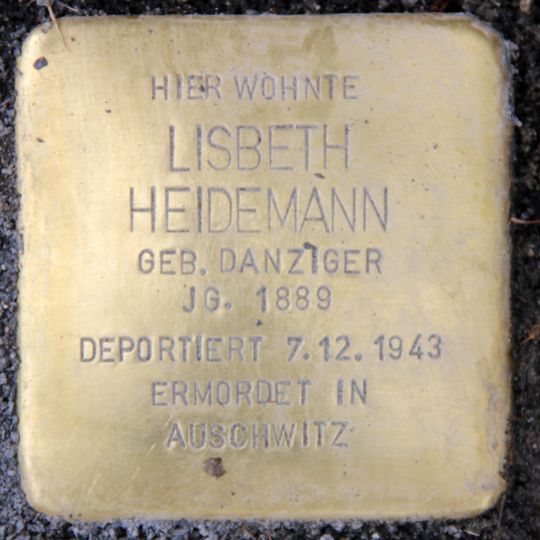 HIER WOHNTE
LISBETH
HEIDEMANN
GEB. DANZIGER
JG. 1889
DEPORTIERT 7.12.1943
ERMORDET IN
AUSCHWITZ